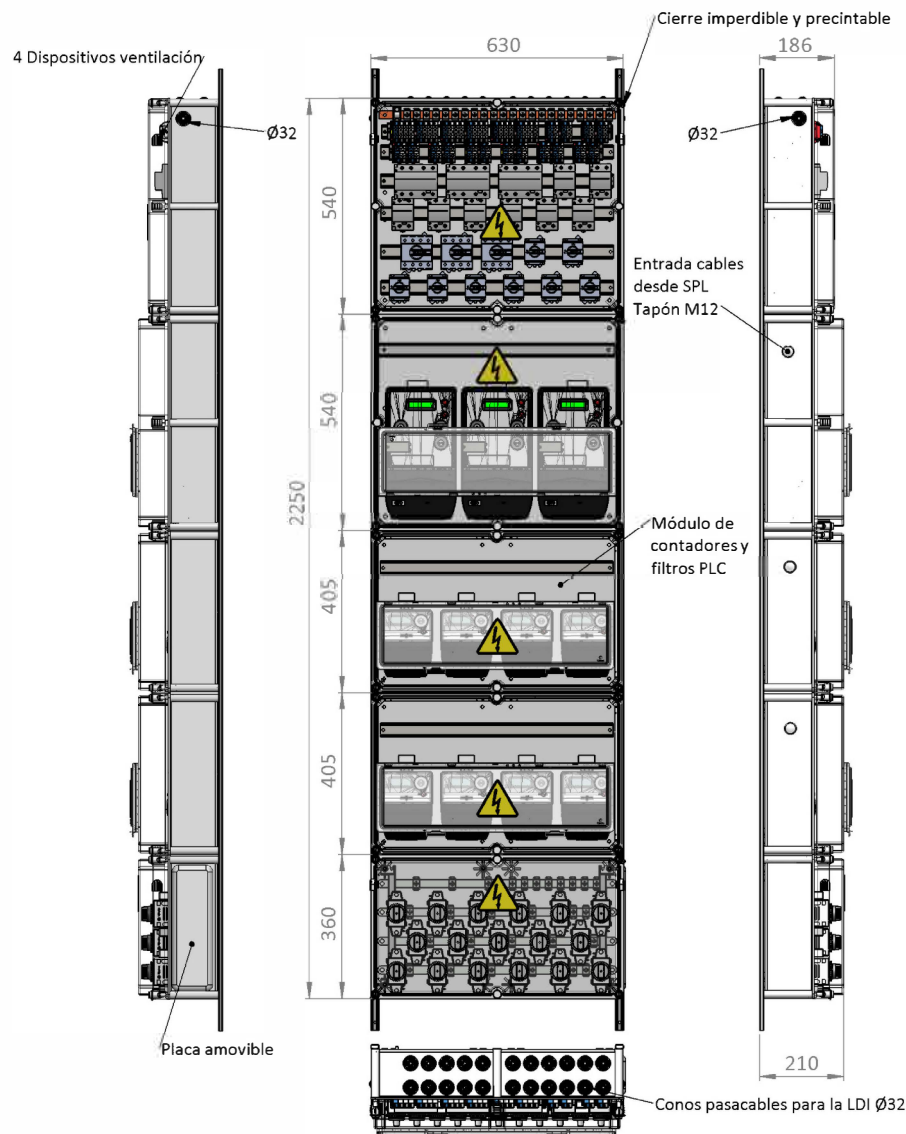 Cierre imperdible y precintable
630
186
4 Dispositivos ventilación
Ø32
Ø32
540
Entrada cables
desde SPL
Tapón M12
540
2250
Módulo de
contadores y
filtros PLC
405
405
360
Placa amovible
210
Conos pasacables para la LDI Ø32